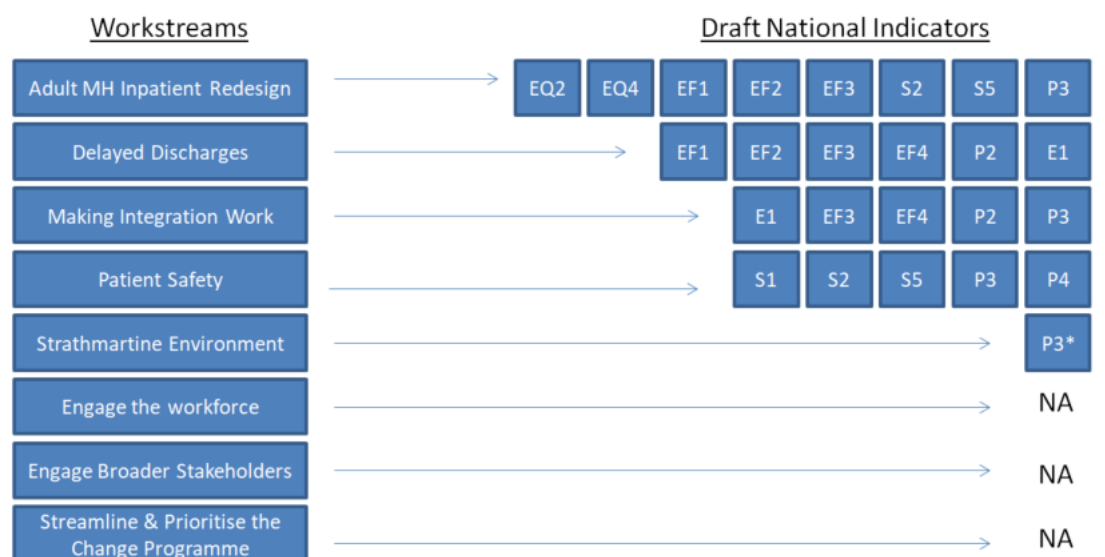 Workstreams Draft National Indicators
Adult MH Inpatient Redesign EQ2 EQ4 EF1 EF2 EF3 S2 S5 P3
Delayed Discharges EF1 EF2 EF3 EF4 P2 E1
Making Integration Work E1 EF3 EF4 P2 P3
Patient Safety S1 S2 S5 P3 P4
Strathmartine Environment P3*
Engage the workforce NA
Engage Broader Stakeholders NA
Streamline & Prioritise the
Change Programme NA